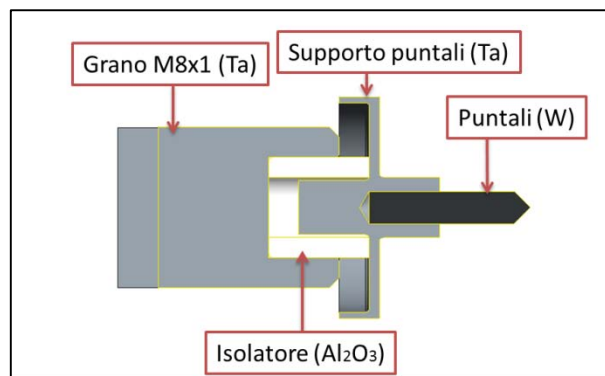 Supporto puntali (Ta)
Grano M8x1 (Ta)
Puntali (W)
Isolatore (Al₂O₃)